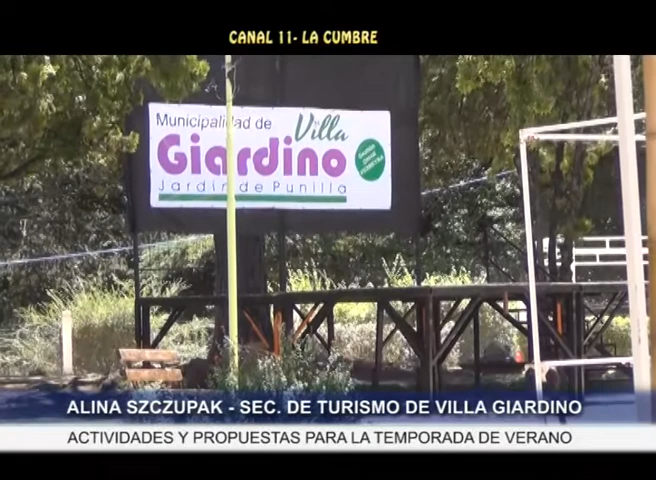 CANAL 11- LA CUMBRE
Municipalidad de
Villa
Giardino
Jardín de Punilla
ALINA SZCZUPAK - SEC. DE TURISMO DE VILLA GIARDINO
ACTIVIDADES Y PROPUESTAS PARA LA TEMPORADA DE VERANO